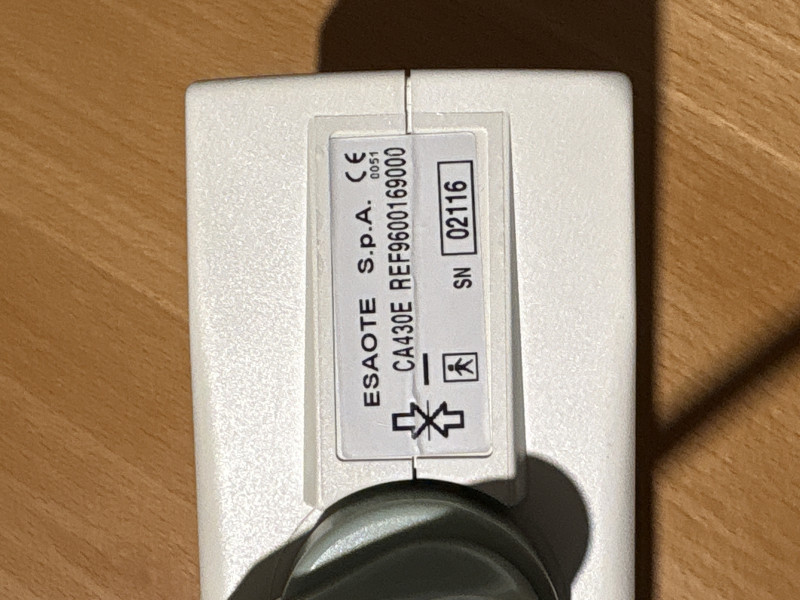 ESAOTE S.p.A. CE
0051
CA430E REF9600169000
SN 02116